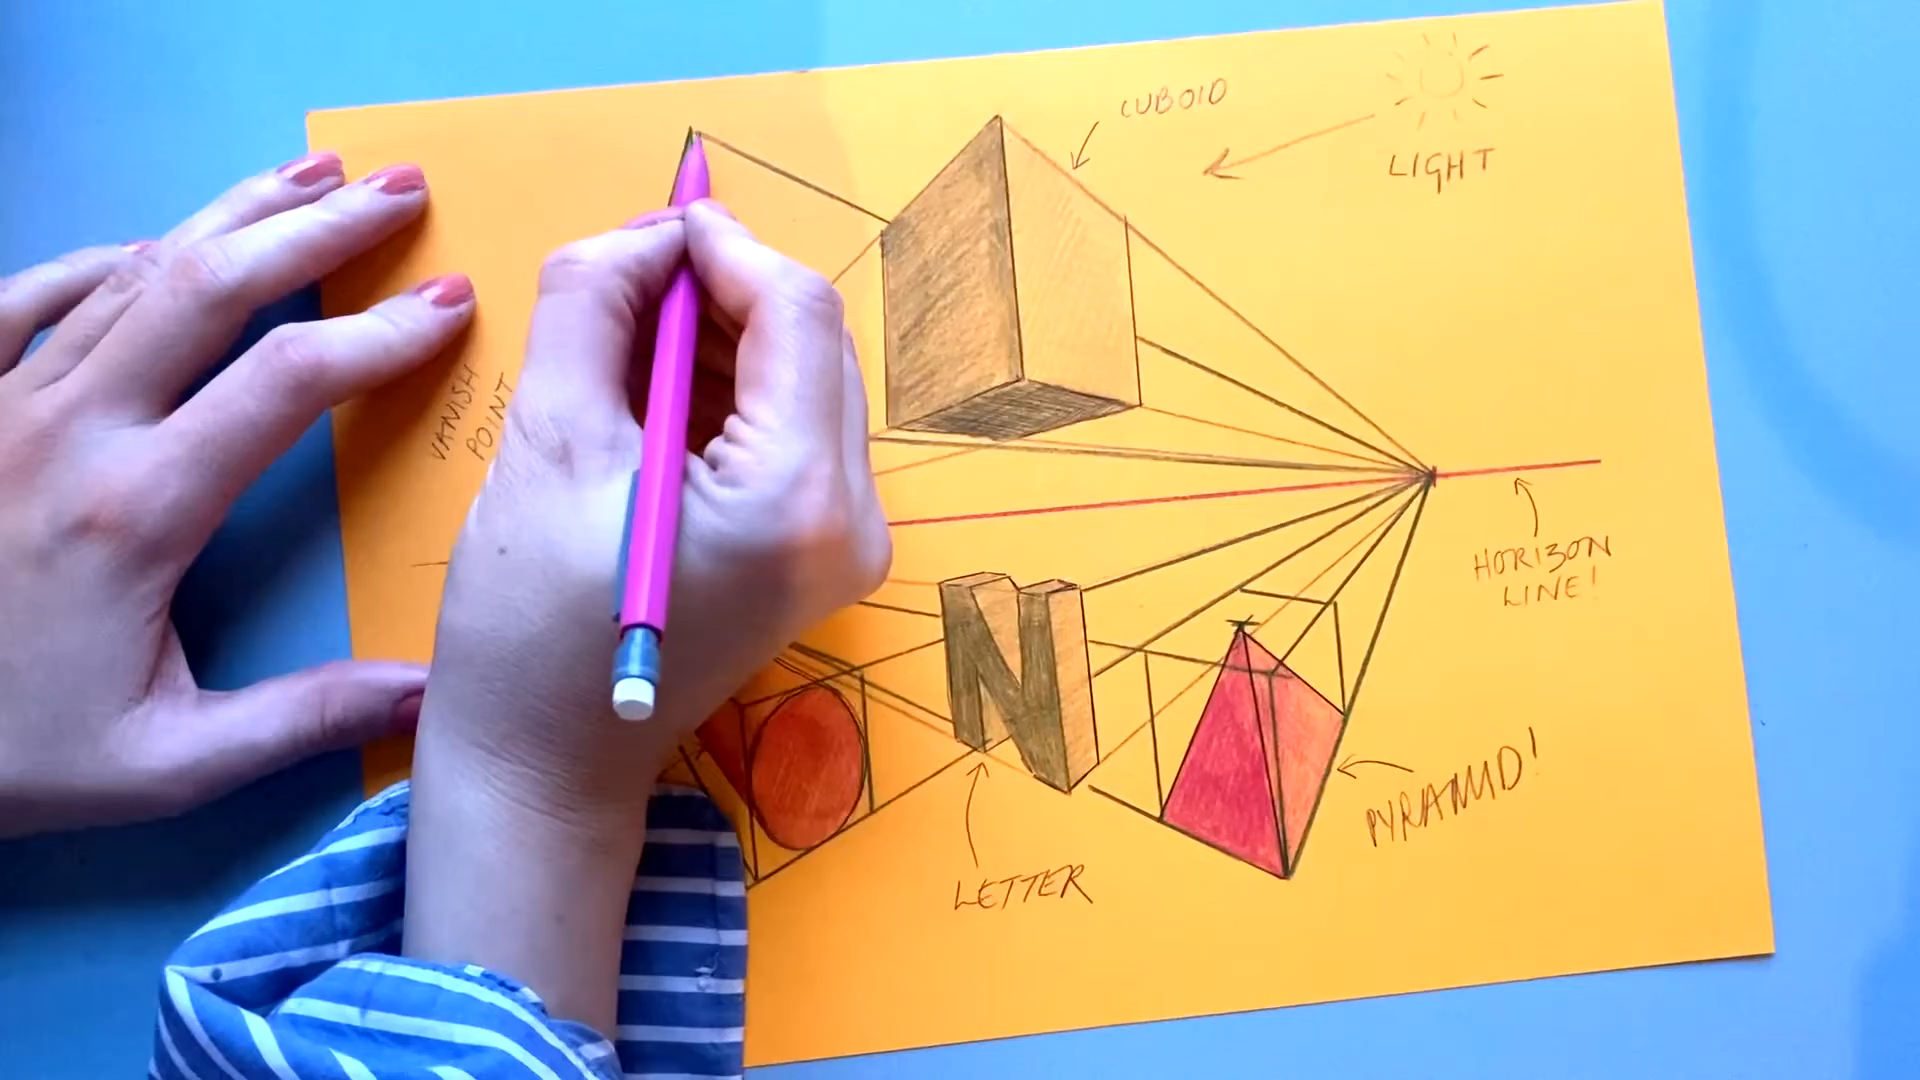 CUBOID
LIGHT
VANISH
POINT
HORIZON
LINE!
N
PYRAMID!
LETTER